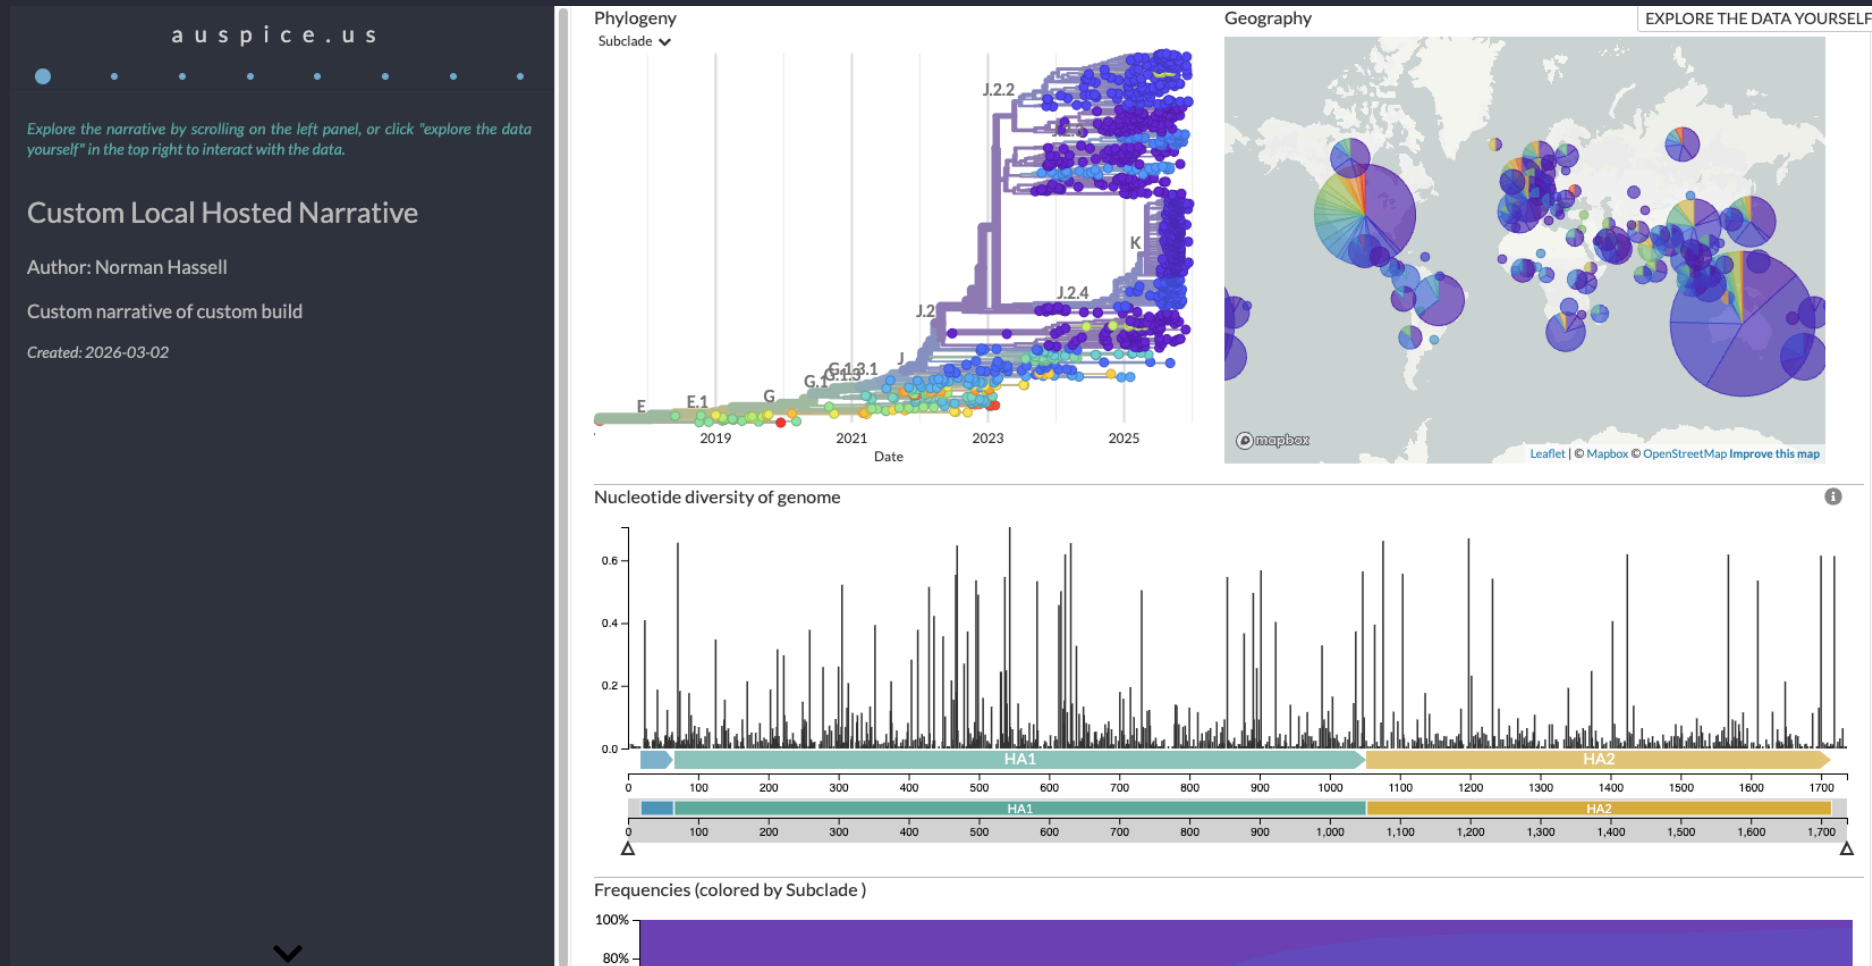 auspice.us
Explore the narrative by scrolling on the left panel, or click "explore the data
yourself" in the top right to interact with the data.
Custom Local Hosted Narrative
Author: Norman Hassell
Custom narrative of custom build
Created: 2026-03-02
Phylogeny
Subclade
J.2.2
K
J.2.4
J.2
J
G.1.3.1
G.1.3
G.1
G
E.1
E
2019 2021 2023 2025
Date
Geography
EXPLORE THE DATA YOURSELF
mapbox
Leaflet | © Mapbox © OpenStreetMap Improve this map
Nucleotide diversity of genome
0.6
0.4
0.2
0.0
HA1 HA2
0 100 200 300 400 500 600 700 800 900 1000 1100 1200 1300 1400 1500 1600 1700
HA1 HA2
0 100 200 300 400 500 600 700 800 900 1,000 1,100 1,200 1,300 1,400 1,500 1,600 1,700
Frequencies (colored by Subclade )
100%
80%